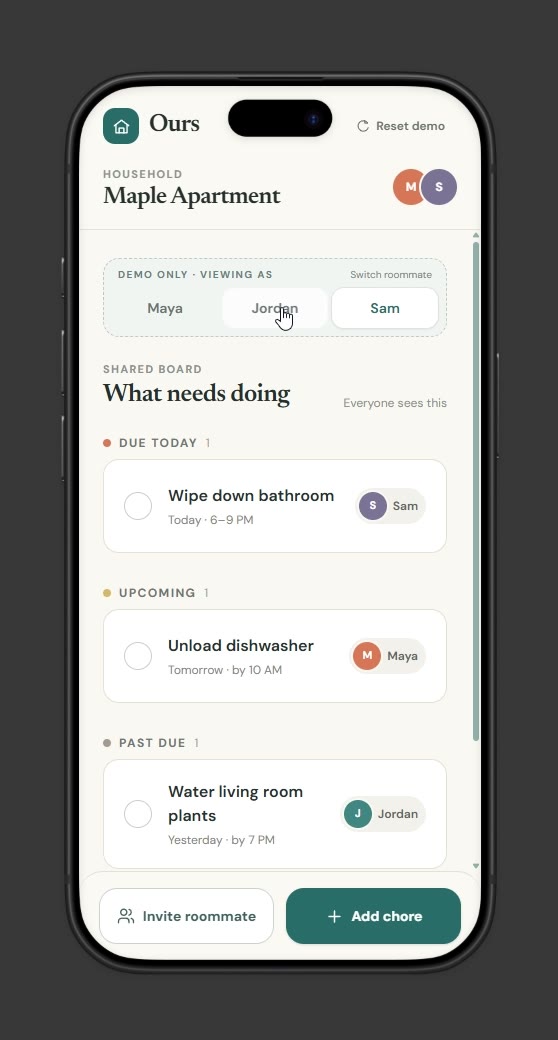 Ours
Reset demo
HOUSEHOLD
Maple Apartment
M S
DEMO ONLY · VIEWING AS
Switch roommate
Maya Jordan Sam
SHARED BOARD
What needs doing
Everyone sees this
DUE TODAY 1
Wipe down bathroom
Today · 6–9 PM
S Sam
UPCOMING 1
Unload dishwasher
Tomorrow · by 10 AM
M Maya
PAST DUE 1
Water living room
plants
Yesterday · by 7 PM
J Jordan
Invite roommate
Add chore